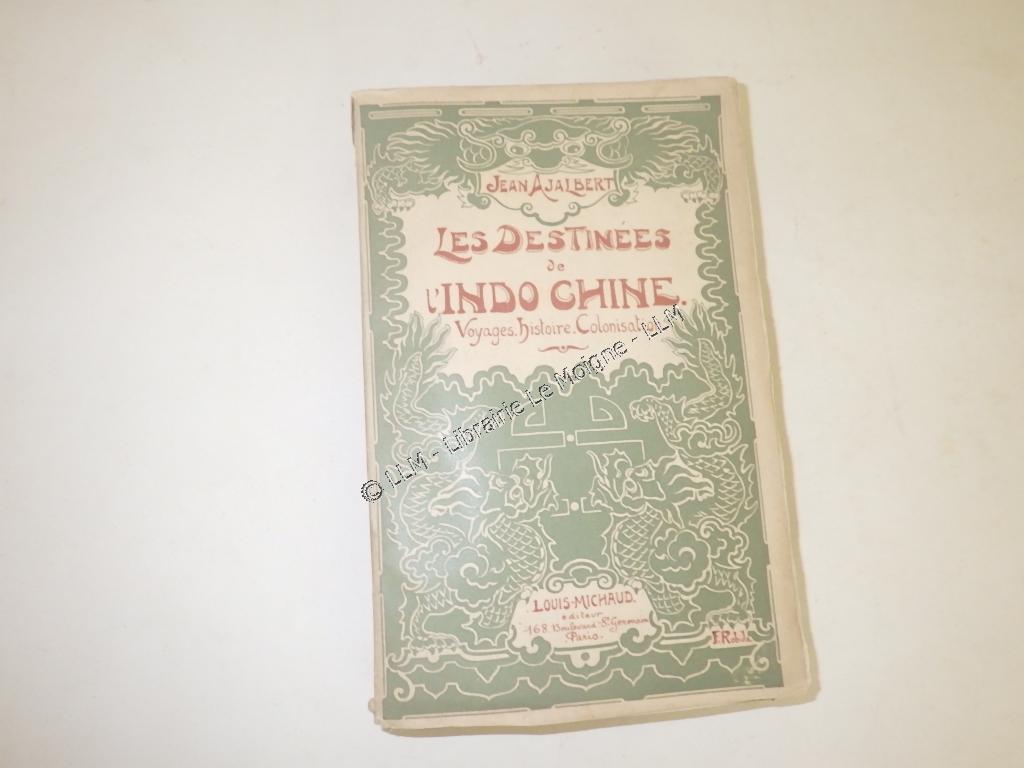 JEAN AJALBERT
LES DESTINÉES
de
L'INDO CHINE.
Voyages. Histoire. Colonisation
© LLM - Librairie Le Moigne - LLM
LOUIS-MICHAUD.
éditeur
168. Boulevard St Germain
Paris.